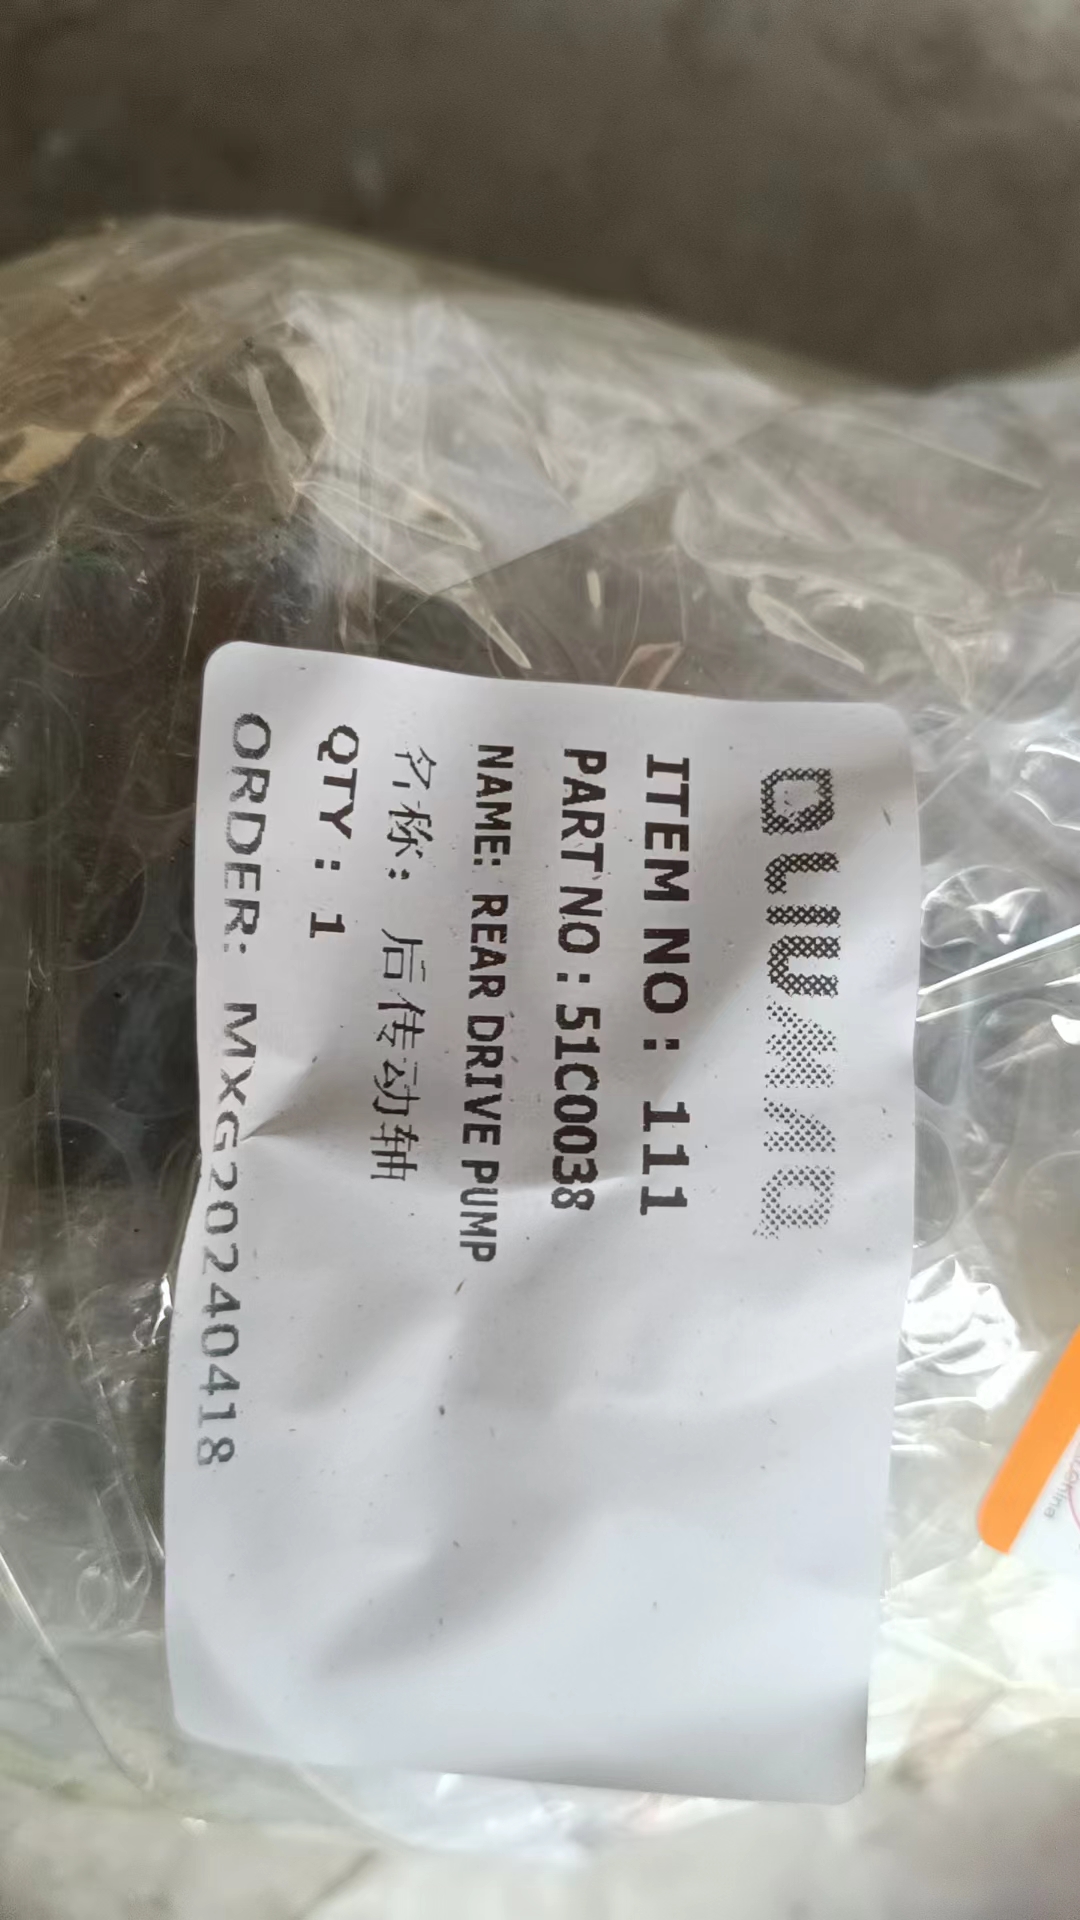 QLIUMAQ
ITEM NO: 111
PART NO: 51C0038
NAME: REAR DRIVE PUMP
名称: 后传动轴
QTY: 1
ORDER: MXG20240418